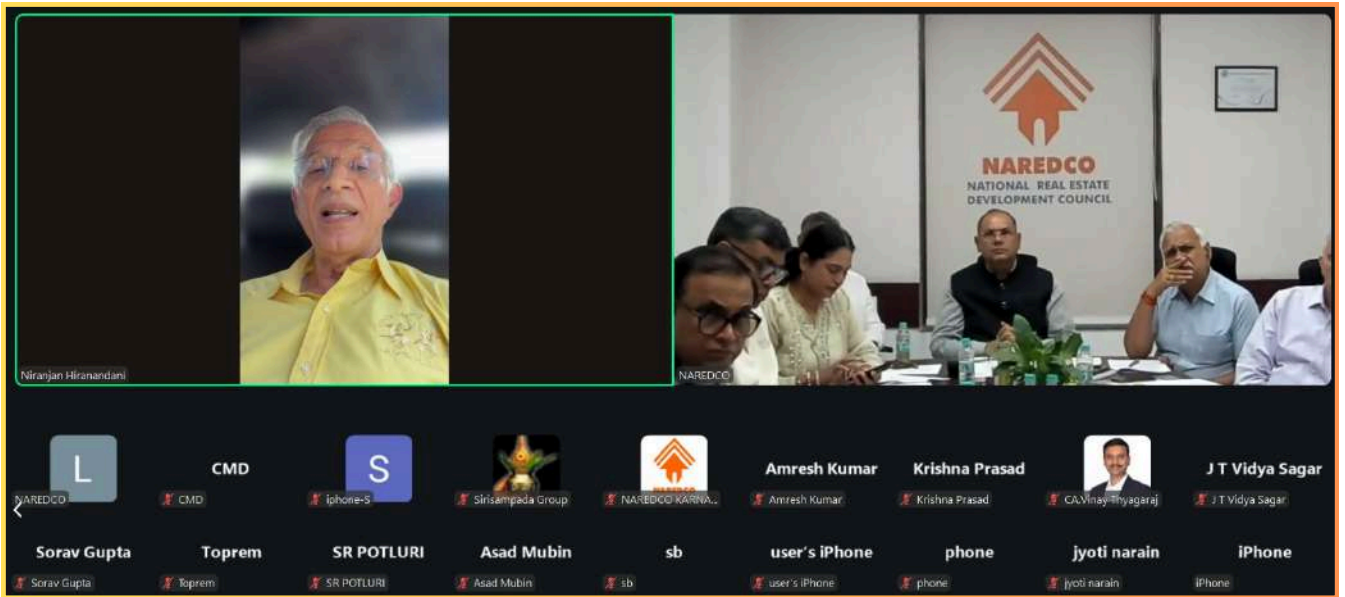 NAREDCO
NATIONAL REAL ESTATE
DEVELOPMENT COUNCIL
Niranjan Hiranandani
NAREDCO
L
NAREDCO
CMD
CMD
S
iphone-S
Sirisampada Group
NAREDCO KARNA...
Amresh Kumar
Amresh Kumar
Krishna Prasad
Krishna Prasad
CA.Vinay Thyagaraj
J T Vidya Sagar
J T Vidya Sagar
Sorav Gupta
Sorav Gupta
Toprem
Toprem
SR POTLURI
SR POTLURI
Asad Mubin
Asad Mubin
sb
sb
user's iPhone
user's iPhone
phone
phone
jyoti narain
jyoti narain
iPhone
iPhone